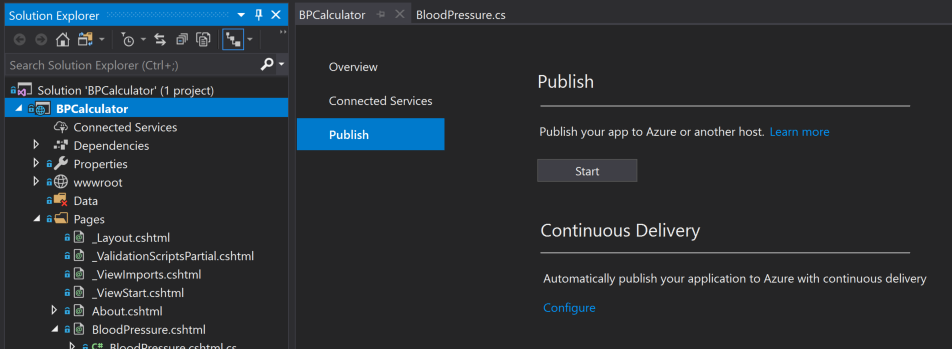 Solution Explorer
Search Solution Explorer (Ctrl+;)
Solution 'BPCalculator' (1 project)
BPCalculator
Connected Services
Dependencies
Properties
wwwroot
Data
Pages
_Layout.cshtml
_ValidationScriptsPartial.cshtml
_ViewImports.cshtml
_ViewStart.cshtml
About.cshtml
BloodPressure.cshtml
C# BloodPressure.cshtml.cs
BPCalculator
BloodPressure.cs
Overview
Connected Services
Publish
Publish
Publish your app to Azure or another host. Learn more
Start
Continuous Delivery
Automatically publish your application to Azure with continuous delivery
Configure